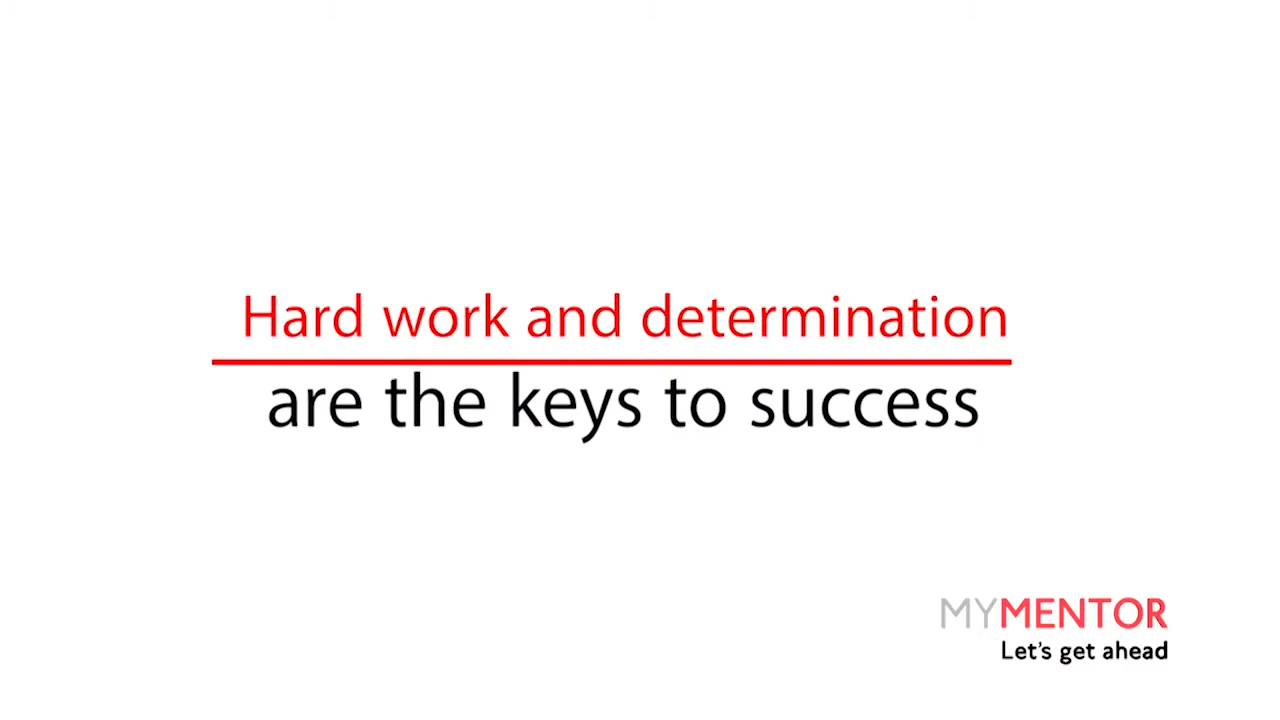 Hard work and determination
are the keys to success
MYMENTOR
Let's get ahead